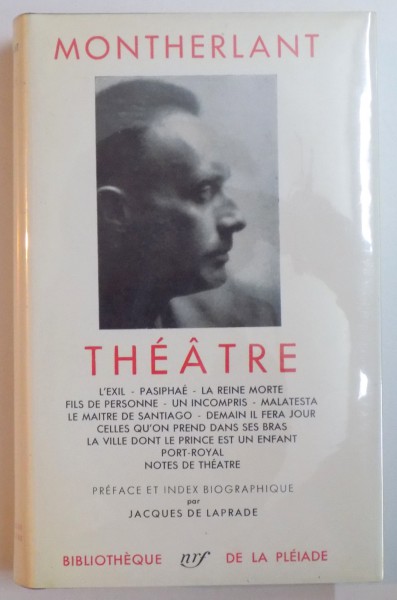 MONTHERLANT
THÉÂTRE
L'EXIL - PASIPHAÉ - LA REINE MORTE
FILS DE PERSONNE - UN INCOMPRIS - MALATESTA
LE MAITRE DE SANTIAGO - DEMAIN IL FERA JOUR
CELLES QU'ON PREND DANS SES BRAS
LA VILLE DONT LE PRINCE EST UN ENFANT
PORT-ROYAL
NOTES DE THÉATRE
PRÉFACE ET INDEX BIOGRAPHIQUE
par
JACQUES DE LAPRADE
BIBLIOTHÈQUE nrf DE LA PLÉIADE